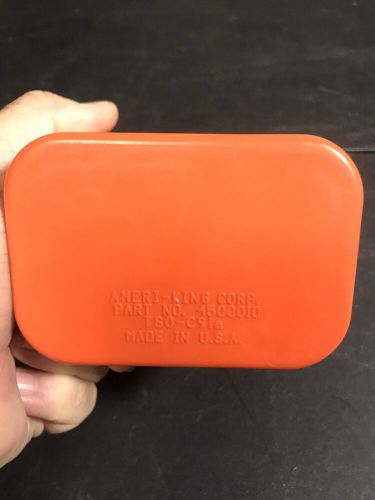 AMERI-KING CORP.
PART NO. 4500010
TSO-C91a
MADE IN U.S.A.